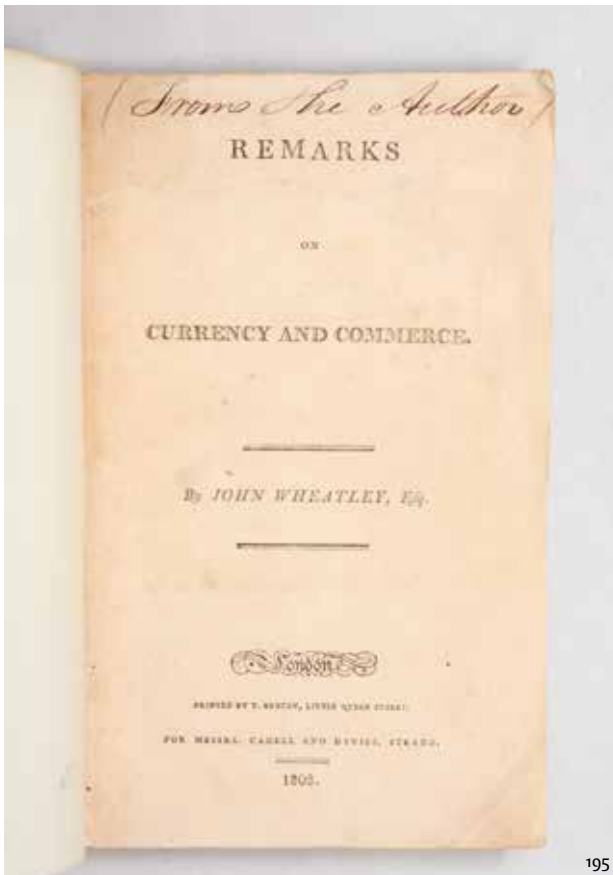 (From the Author)
REMARKS
ON
CURRENCY AND COMMERCE.
By JOHN WHEATLEY, Esq.
London
PRINTED BY T. BURTON, LITTLE QUEEN STREET,
FOR MESSRS. CADELL AND DAVIES, STRAND.
1803.
195